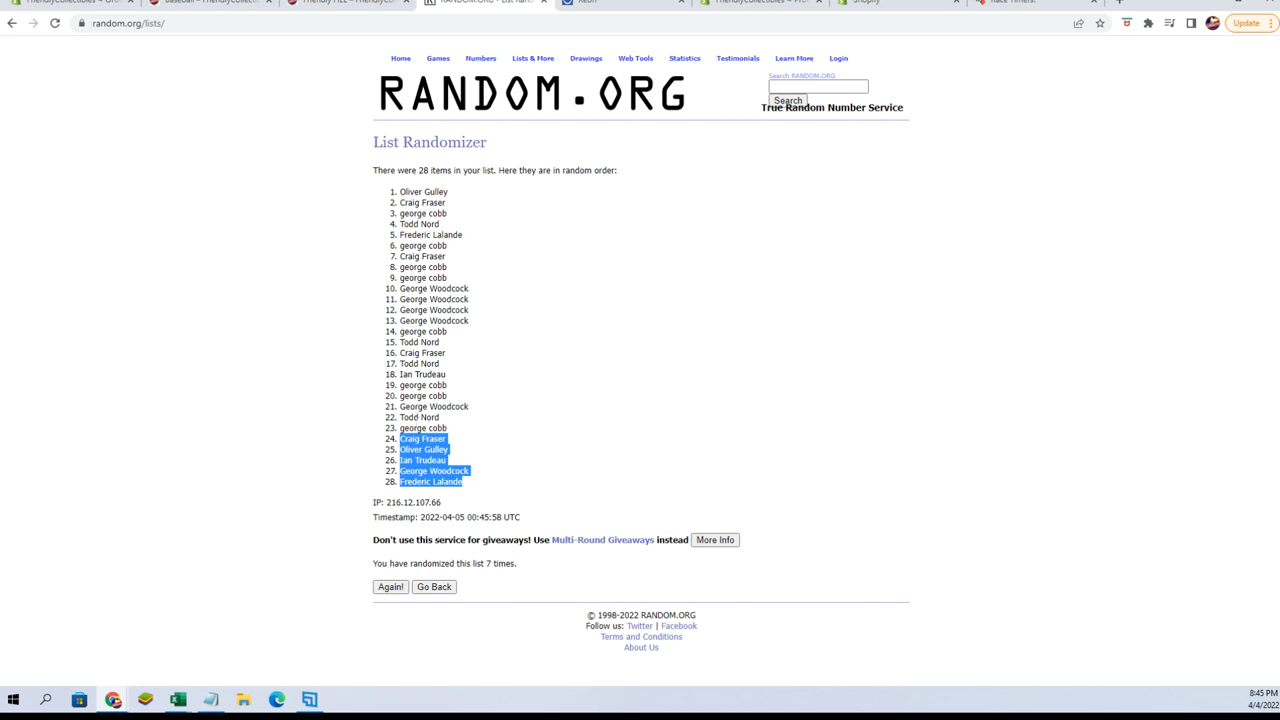 random.org/lists/
Update
Home Games Numbers Lists & More Drawings Web Tools Statistics Testimonials Learn More Login
RANDOM.ORG
Search RANDOM.ORG
Search
True Random Number Service
List Randomizer
There were 28 items in your list. Here they are in random order:
1. Oliver Gulley
2. Craig Fraser
3. george cobb
4. Todd Nord
5. Frederic Lalande
6. george cobb
7. Craig Fraser
8. george cobb
9. george cobb
10. George Woodcock
11. George Woodcock
12. George Woodcock
13. George Woodcock
14. george cobb
15. Todd Nord
16. Craig Fraser
17. Todd Nord
18. Ian Trudeau
19. george cobb
20. george cobb
21. George Woodcock
22. Todd Nord
23. george cobb
24. Craig Fraser
25. Oliver Gulley
26. Ian Trudeau
27. George Woodcock
28. Frederic Lalande
IP: 216.12.107.66
Timestamp: 2022-04-05 00:45:58 UTC
Don't use this service for giveaways! Use Multi-Round Giveaways instead More Info
You have randomized this list 7 times.
Again! Go Back
© 1998-2022 RANDOM.ORG
Follow us: Twitter | Facebook
Terms and Conditions
About Us
8:45 PM
4/4/2022